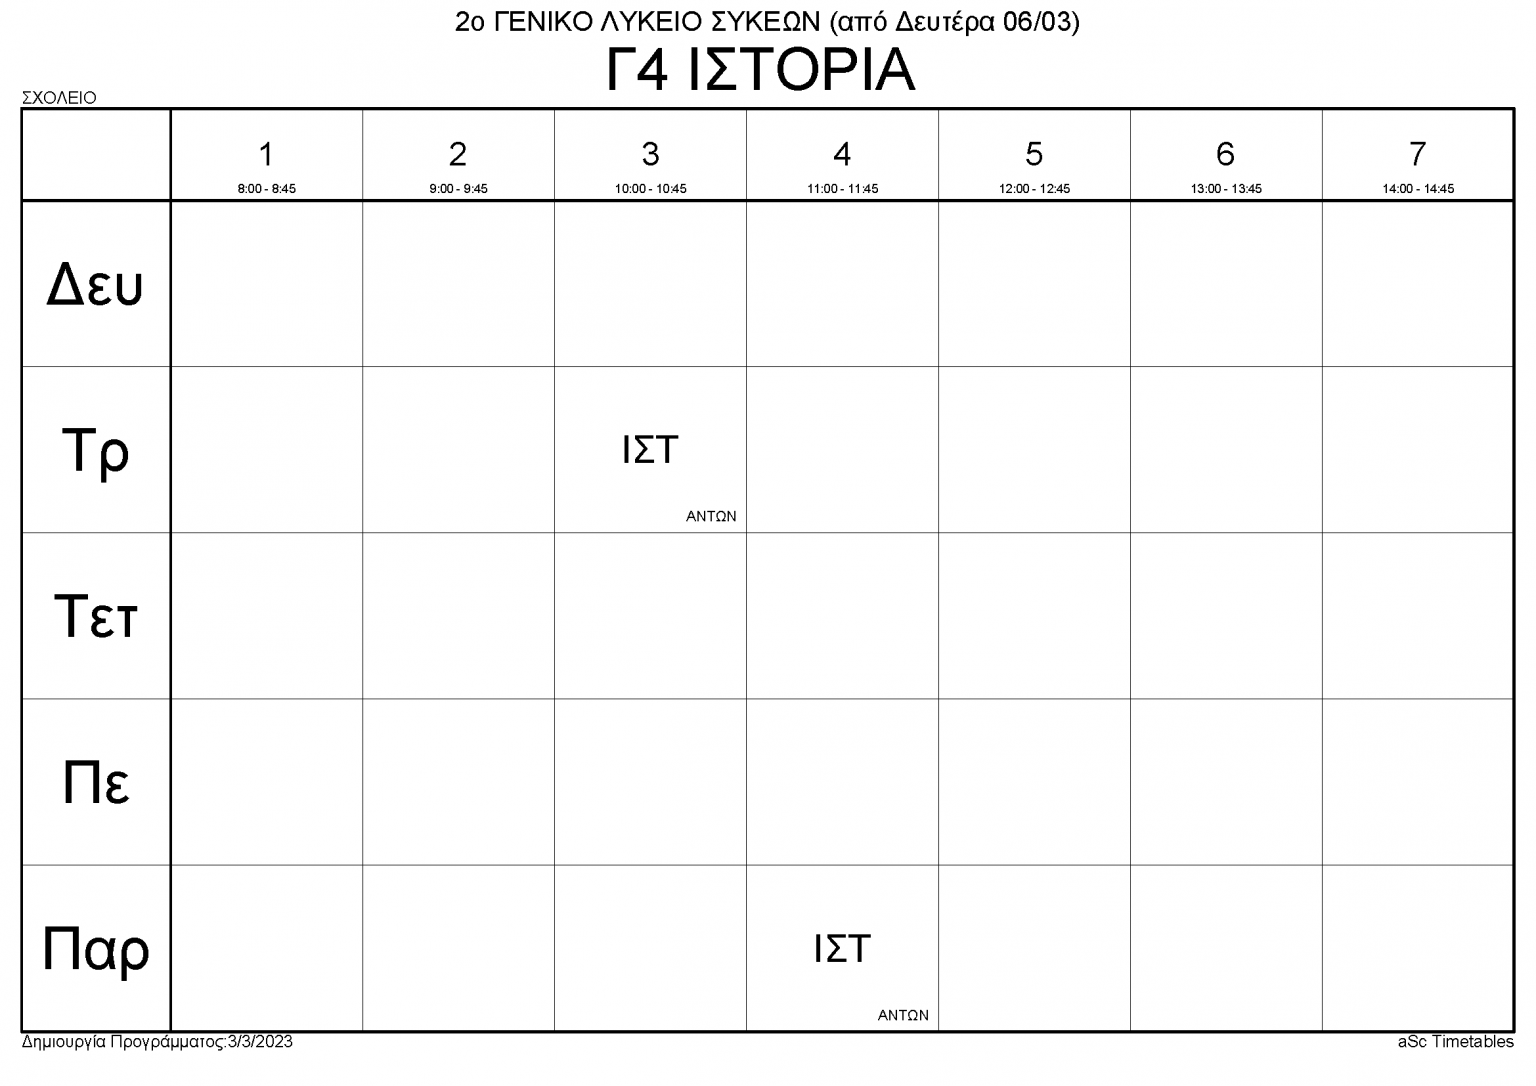 2ο ΓΕΝΙΚΟ ΛΥΚΕΙΟ ΣΥΚΕΩΝ (από Δευτέρα 06/03)
Γ4 ΙΣΤΟΡΙΑ
ΣΧΟΛΕΙΟ
1 2 3 4 5 6 7
8:00 - 8:45 9:00 - 9:45 10:00 - 10:45 11:00 - 11:45 12:00 - 12:45 13:00 - 13:45 14:00 - 14:45
Δευ
Τρ ΙΣΤ
ΑΝΤΩΝ
Τετ
Πε
Παρ ΙΣΤ
ΑΝΤΩΝ
Δημιουργία Προγράμματος:3/3/2023 aSc Timetables